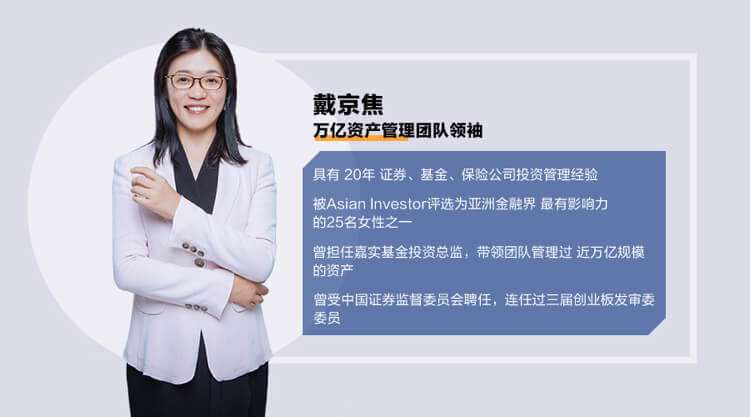 戴京焦
万亿资产管理团队领袖
具有 20年 证券、基金、保险公司投资管理经验
被Asian Investor评选为亚洲金融界 最有影响力
的25名女性之一
曾担任嘉实基金投资总监，带领团队管理过 近万亿规模
的资产
曾受中国证券监督委员会聘任，连任过三届创业板发审委
委员